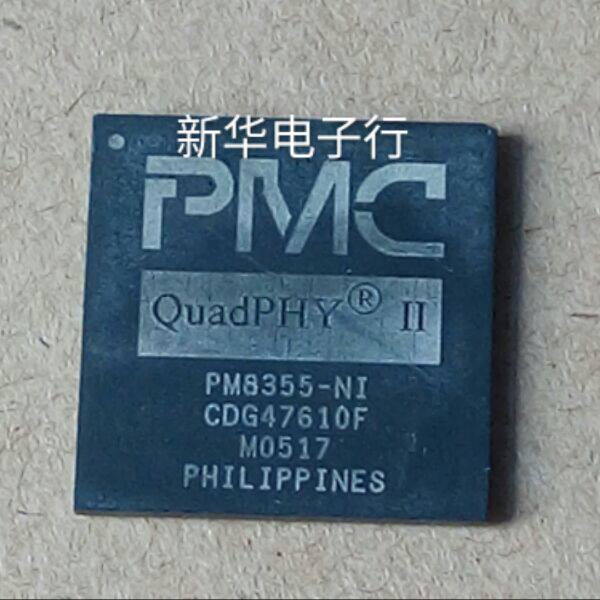 新华电子行
PMC
QuadPHY® II
PM8355-NI
CDG47610F
M0517
PHILIPPINES